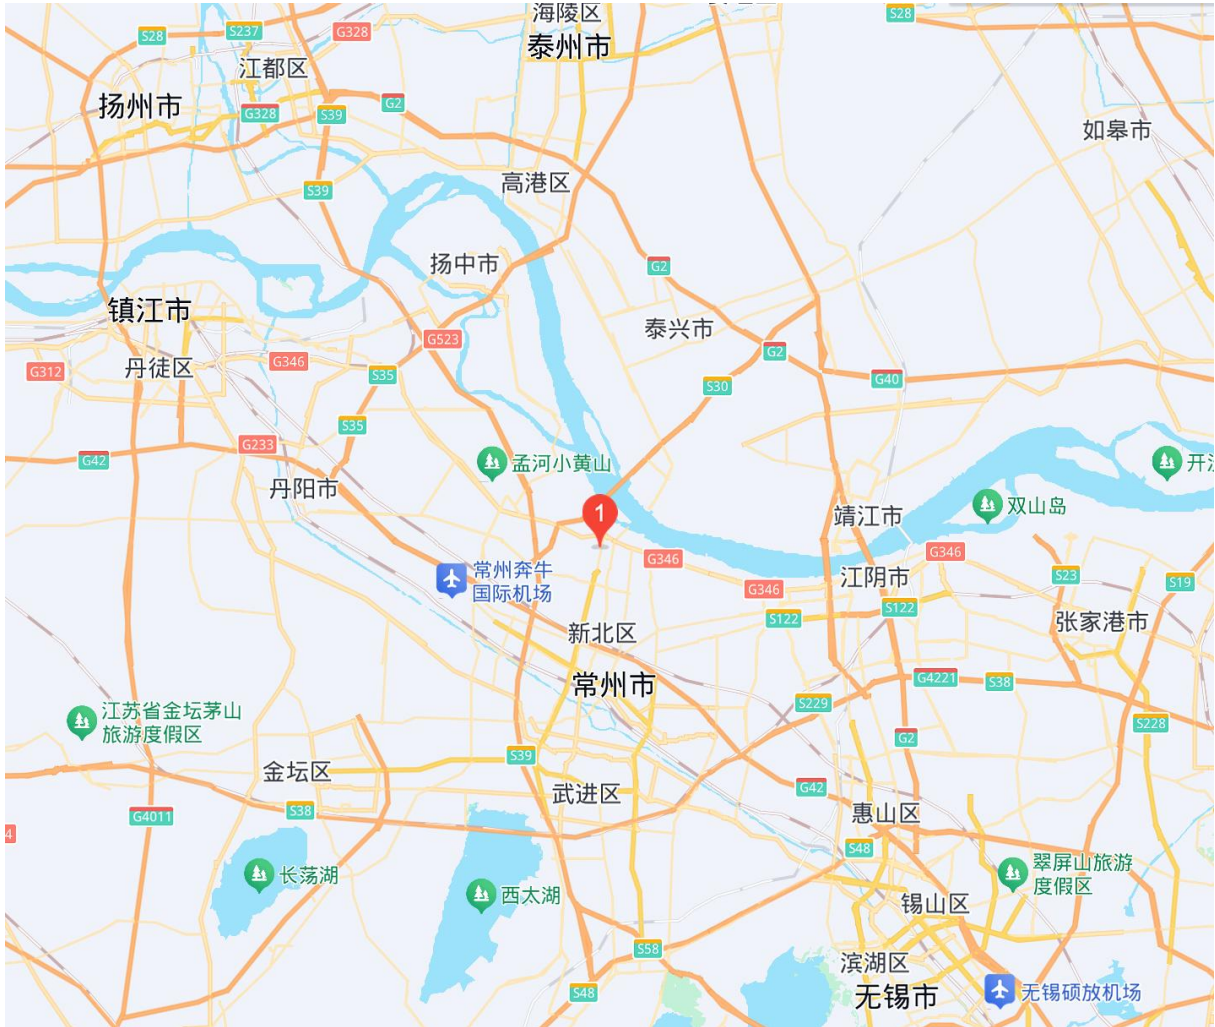 海陵区
泰州市
S28
S28
S237
G328
江都区
扬州市
G328
S39
G2
如皋市
S39
高港区
扬中市
G2
镇江市
泰兴市
G523
G2
丹徒区
G312
G346
S35
S30
G40
S35
G233
G42
孟河小黄山
开沙
丹阳市
双山岛
1
靖江市
G346
G346
常州奔牛
国际机场
江阴市
S23
S19
G346
S122
S122
张家港市
新北区
常州市
G4221
S38
S229
江苏省金坛茅山
旅游度假区
S228
G2
S39
金坛区
武进区
G42
S38
G4011
惠山区
4
S48
长荡湖
翠屏山旅游
度假区
西太湖
锡山区
S58
滨湖区
S48
无锡市
无锡硕放机场